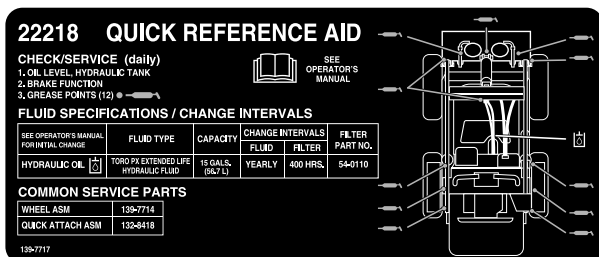 22218 QUICK REFERENCE AID
CHECK/SERVICE (daily)
1. OIL LEVEL, HYDRAULIC TANK
2. BRAKE FUNCTION
3. GREASE POINTS (12)
SEE
OPERATOR'S
MANUAL
FLUID SPECIFICATIONS / CHANGE INTERVALS
SEE OPERATOR'S MANUAL
FOR INITIAL CHANGE
FLUID TYPE
CAPACITY
CHANGE INTERVALS
FLUID
FILTER
FILTER
PART NO.
HYDRAULIC OIL
TORO PX EXTENDED LIFE
HYDRAULIC FLUID
15 GALS.
(56.7 L)
YEARLY
400 HRS.
54-0110
COMMON SERVICE PARTS
WHEEL ASM 139-7714
QUICK ATTACH ASM 132-8418
139-7717